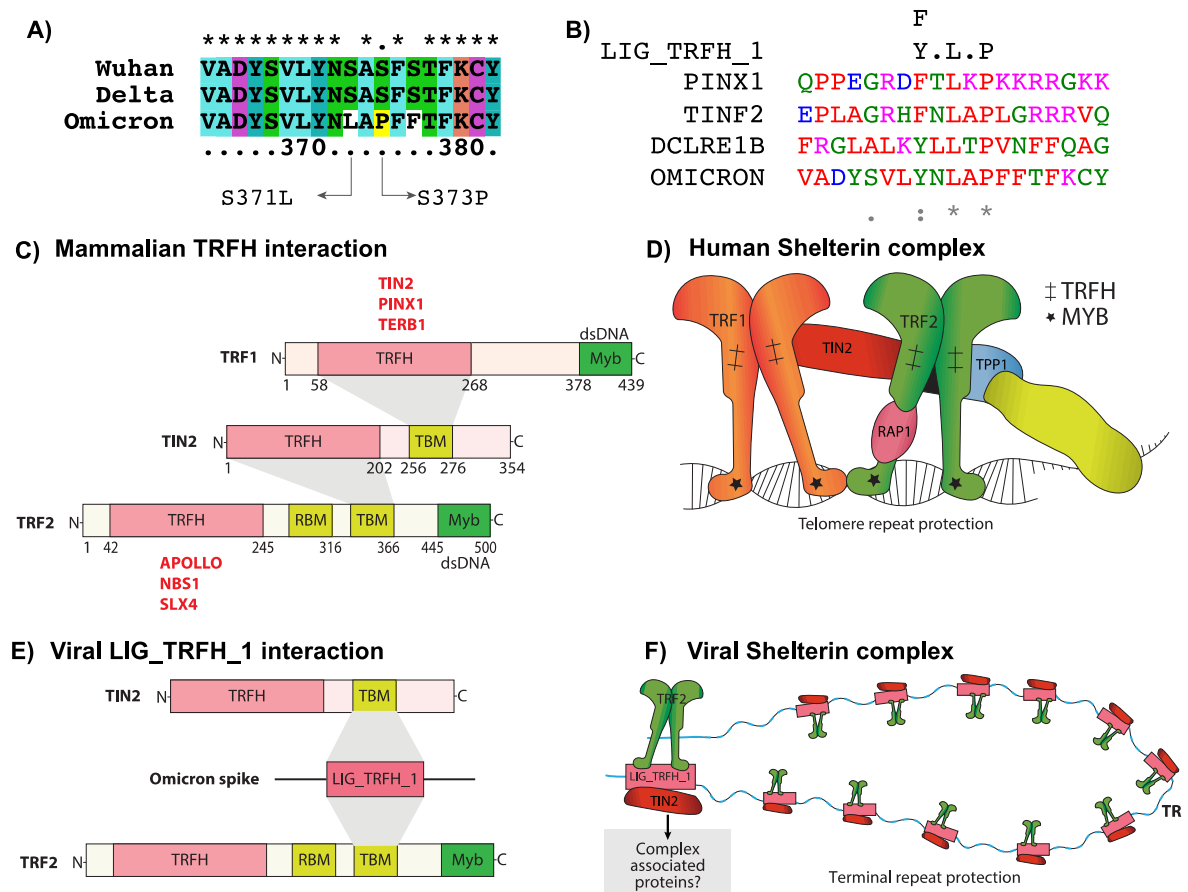 A)
********** *.* *****
Wuhan VADYSVLYNSASFSTFKCY
Delta VADYSVLYNSASFSTFKCY
Omicron VADYSVLYNLAPFFTFKCY
.....370.........380.
S371L S373P
B)
F
LIG_TRFH_1 Y.L.P
PINX1 QPPEGRDFTLKPKKRRGKK
TINF2 EPLAGRHFNLAPLGRRRVQ
DCLRE1B FRGLALKYLLTPVNFFQAG
OMICRON VADYSVLYNLAPFFTFKCY
. : * *
C) Mammalian TRFH interaction
TIN2
PINX1
TERB1
dsDNA
TRF1 N TRFH Myb C
1 58 268 378 439
TIN2 N TRFH TBM C
1 202 256 276 354
TRF2 N TRFH RBM TBM Myb C
1 42 245 316 366 445 500
dsDNA
APOLLO
NBS1
SLX4
D) Human Shelterin complex
‡ TRFH
★ MYB
TRF1 TRF2
TIN2 TPP1
RAP1
Telomere repeat protection
E) Viral LIG_TRFH_1 interaction
TIN2 N TRFH TBM C
Omicron spike LIG_TRFH_1
TRF2 N TRFH RBM TBM Myb C
F) Viral Shelterin complex
TRF2
LIG_TRFH_1
TIN2
TR
Complex
associated
proteins?
Terminal repeat protection